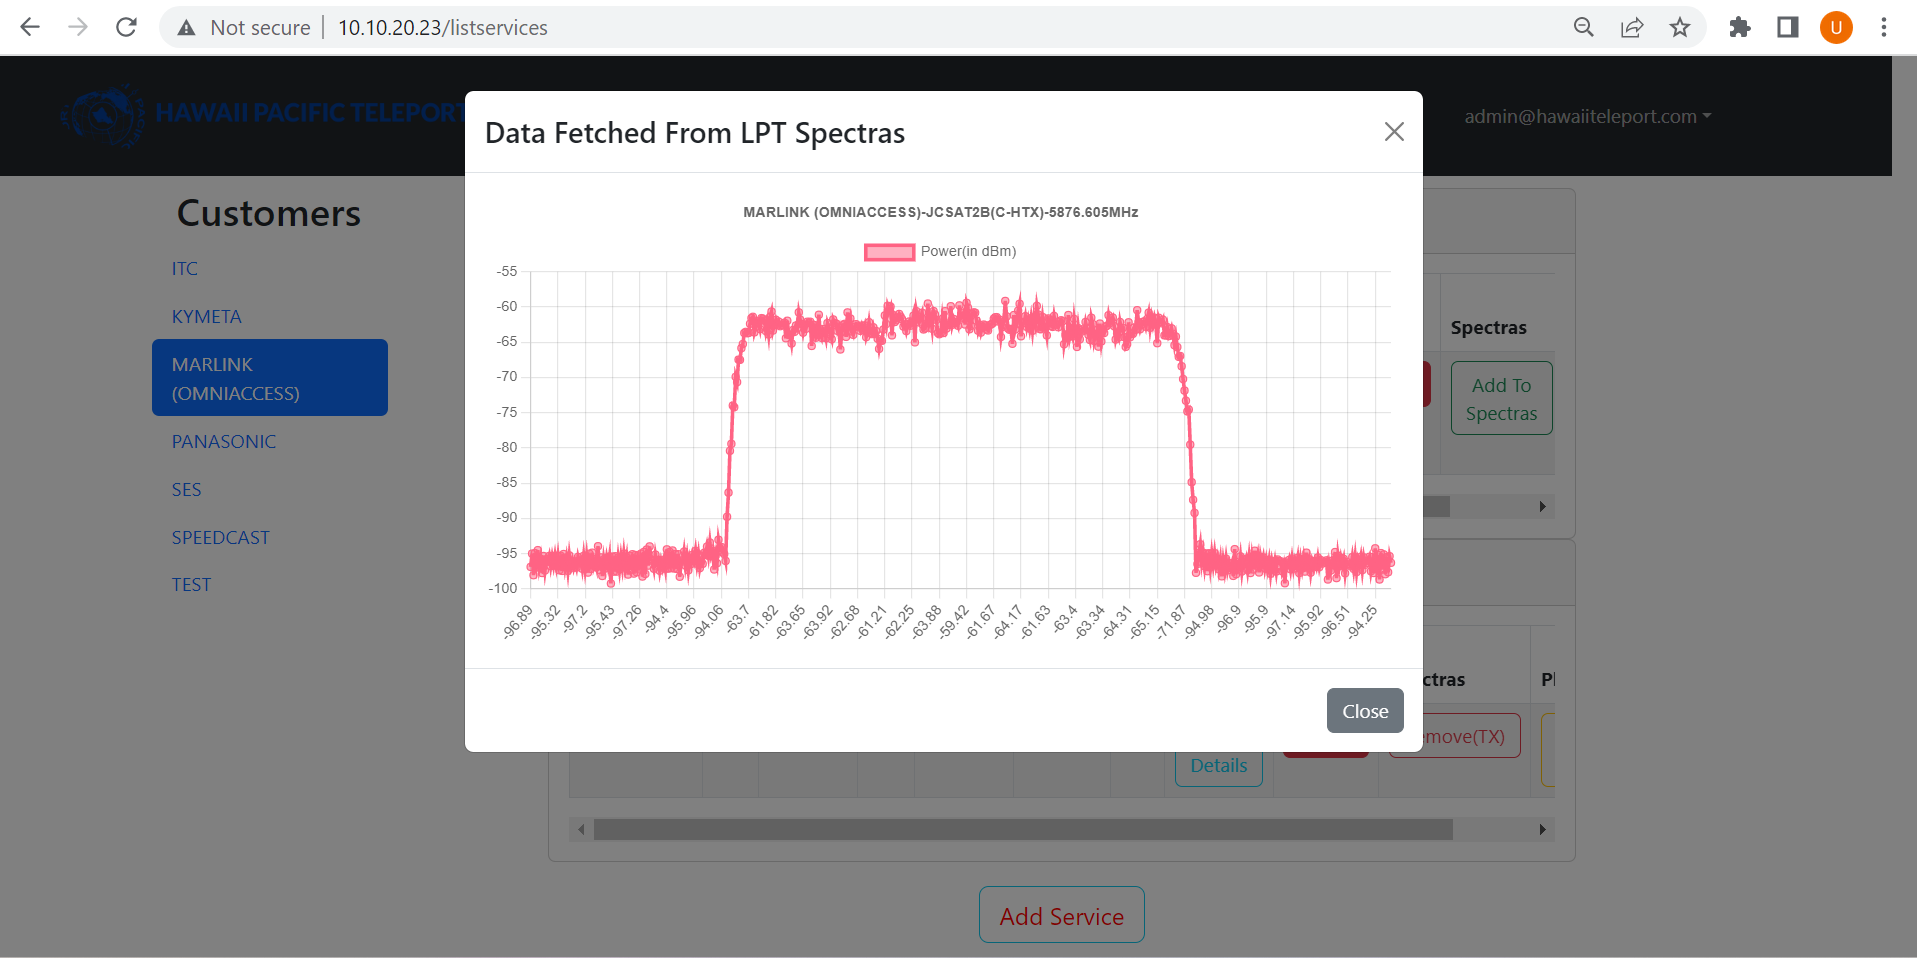 Not secure
10.10.20.23/listservices
U
HAWAII PACIFIC TELEPORT
admin@hawaiiteleport.com
Customers
ITC
KYMETA
MARLINK
(OMNIACCESS)
PANASONIC
SES
SPEEDCAST
TEST
Data Fetched From LPT Spectras
MARLINK (OMNIACCESS)-JCSAT2B(C-HTX)-5876.605MHz
Power(in dBm)
-55
-60
-65
-70
-75
-80
-85
-90
-95
-100
-96.89
-95.32
-97.2
-95.43
-97.26
-94.4
-95.96
-94.06
-63.7
-61.82
-63.65
-63.92
-62.68
-61.21
-62.25
-63.88
-59.42
-61.67
-64.17
-61.63
-63.4
-63.34
-64.31
-65.15
-71.87
-94.98
-96.9
-95.9
-97.14
-95.92
-96.51
-94.25
Close
Spectras
Add To
Spectras
ctras
Pl
emove(TX)
Details
Add Service